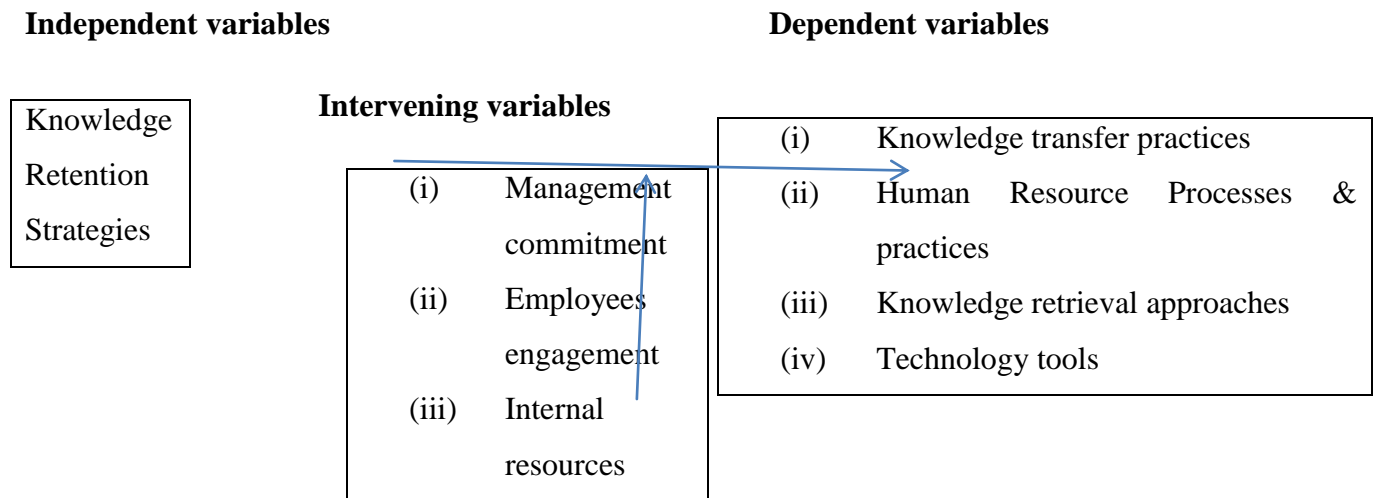 Independent variables
Dependent variables
Intervening variables
Knowledge
Retention
Strategies
(i) Management
commitment
(ii) Employees
engagement
(iii) Internal
resources
(i) Knowledge transfer practices
(ii) Human Resource Processes &
practices
(iii) Knowledge retrieval approaches
(iv) Technology tools